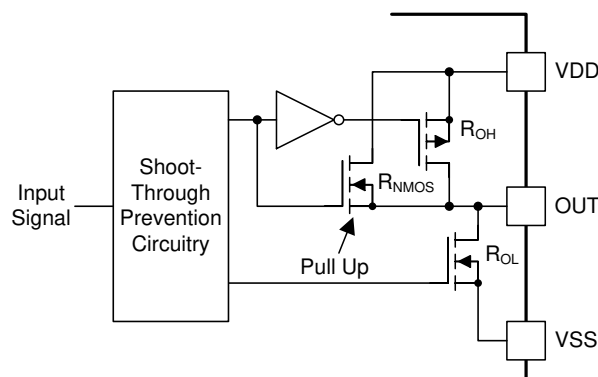 VDD
R_OH
Shoot-
Through
Prevention
Circuitry
Input
Signal
R_NMOS
OUT
Pull Up
R_OL
VSS